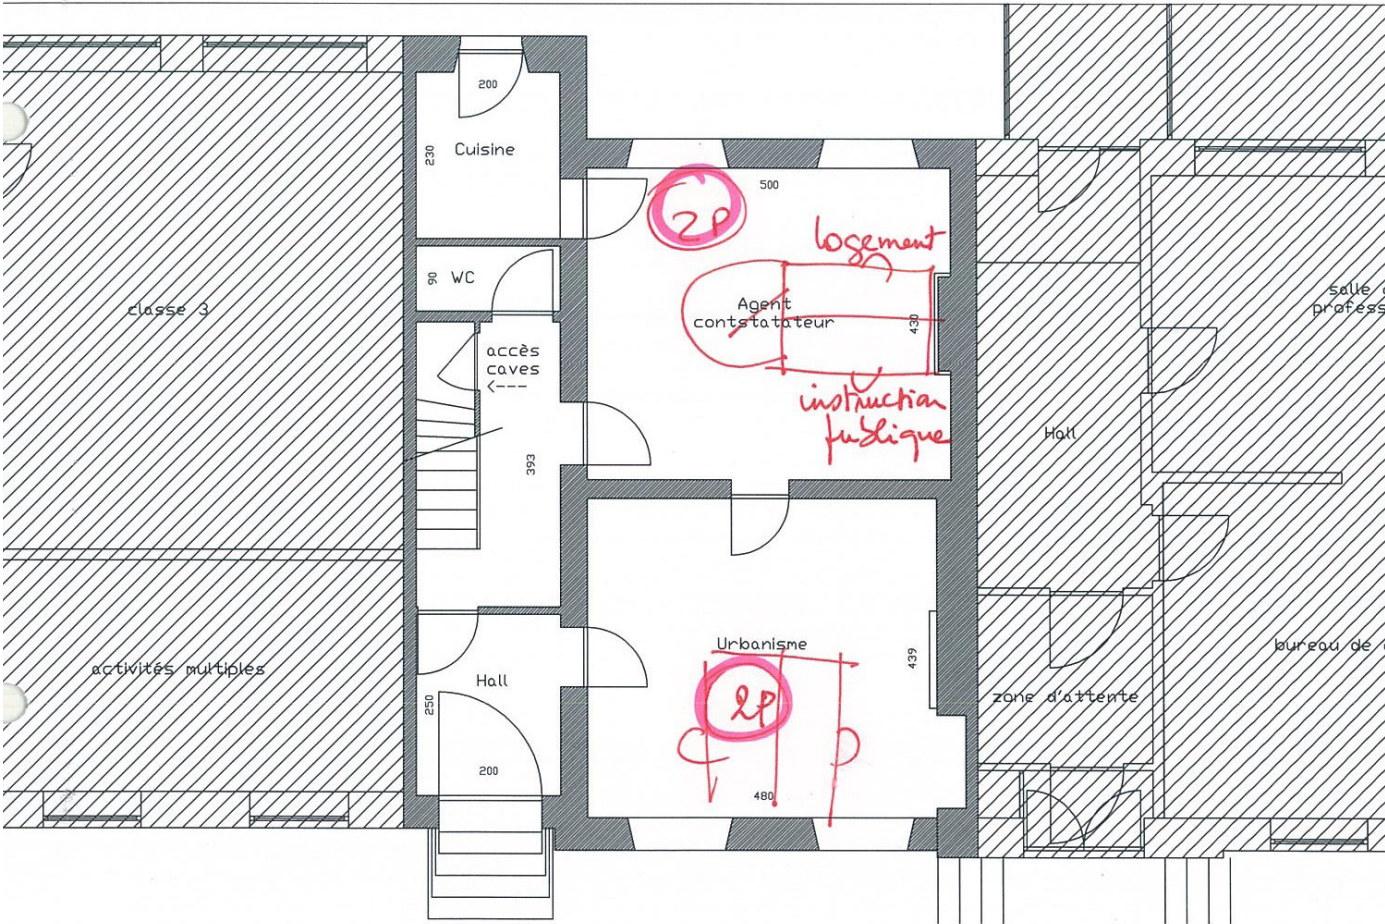 200
230
Cuisine
500
2P
logement
90
WC
classe 3
Agent
contstatateur
430
salle
profess
accès
caves
<---
instruction
publique
Hall
393
Urbanisme
439
activités multiples
Hall
250
2P
bureau de
zone d'attente
200
480